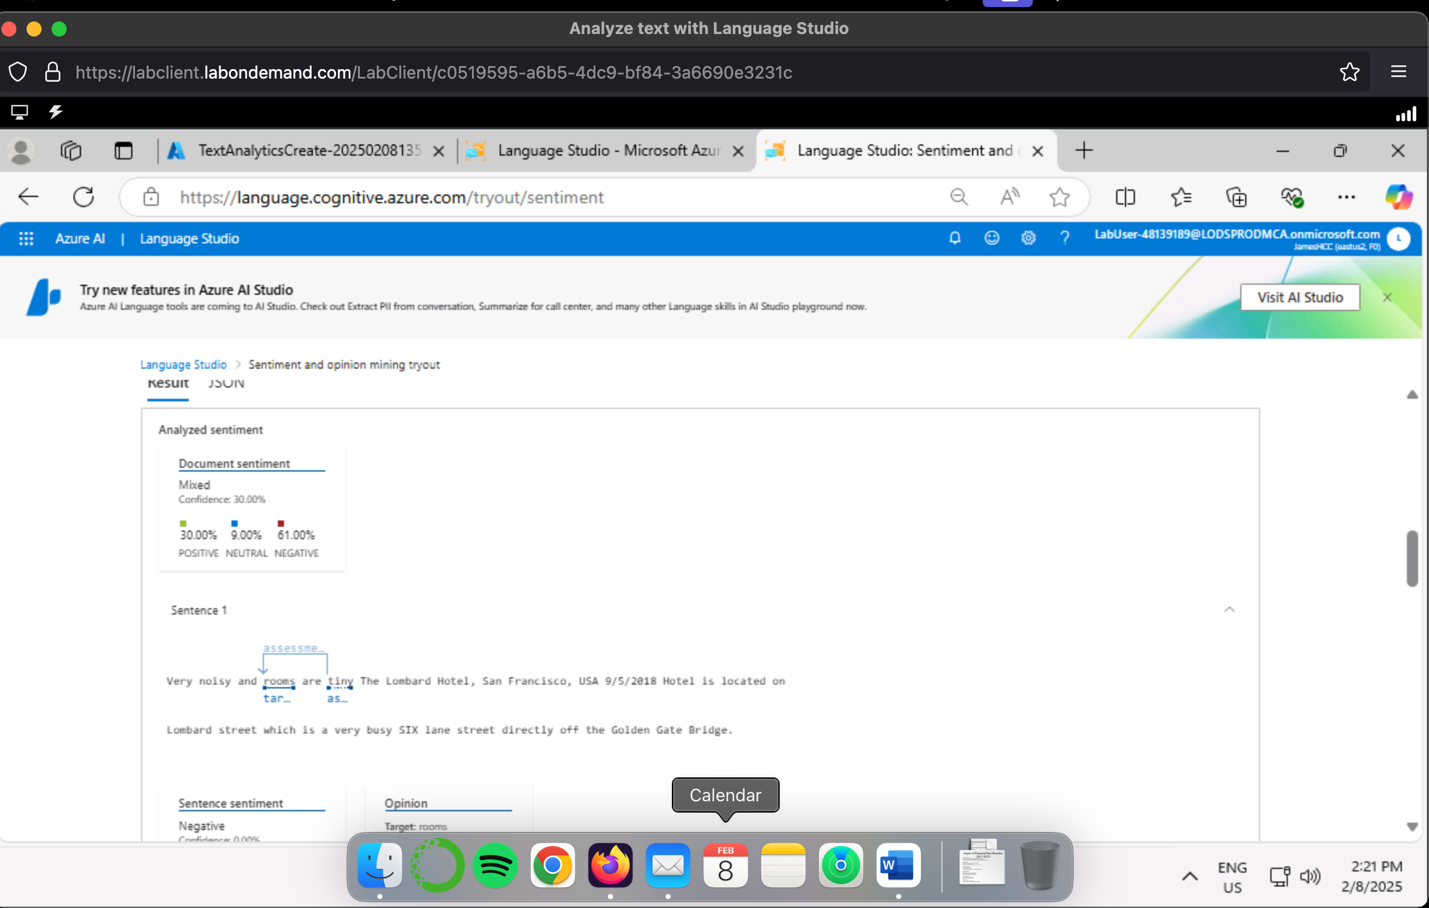 Analyze text with Language Studio
https://labclient.labondemand.com/LabClient/c0519595-a6b5-4dc9-bf84-3a6690e3231c
TextAnalyticsCreate-20250208135
Language Studio - Microsoft Azur
Language Studio: Sentiment and
https://language.cognitive.azure.com/tryout/sentiment
Azure AI | Language Studio
LabUser-48139189@LODSPRODMCA.onmicrosoft.com
JamesHCC (eastus2, F0)
L
Try new features in Azure AI Studio
Azure AI Language tools are coming to AI Studio. Check out Extract PII from conversation, Summarize for call center, and many other Language skills in AI Studio playground now.
Visit AI Studio
Language Studio > Sentiment and opinion mining tryout
Result JSON
Analyzed sentiment
Document sentiment
Mixed
Confidence: 30.00%
30.00% 9.00% 61.00%
POSITIVE NEUTRAL NEGATIVE
Sentence 1
assessme...
Very noisy and rooms are tiny The Lombard Hotel, San Francisco, USA 9/5/2018 Hotel is located on
tar... as...
Lombard street which is a very busy SIX lane street directly off the Golden Gate Bridge.
Calendar
Sentence sentiment
Negative
Confidence: 0.00%
Opinion
Target: rooms
FEB
8
W
ENG
US
2:21 PM
2/8/2025